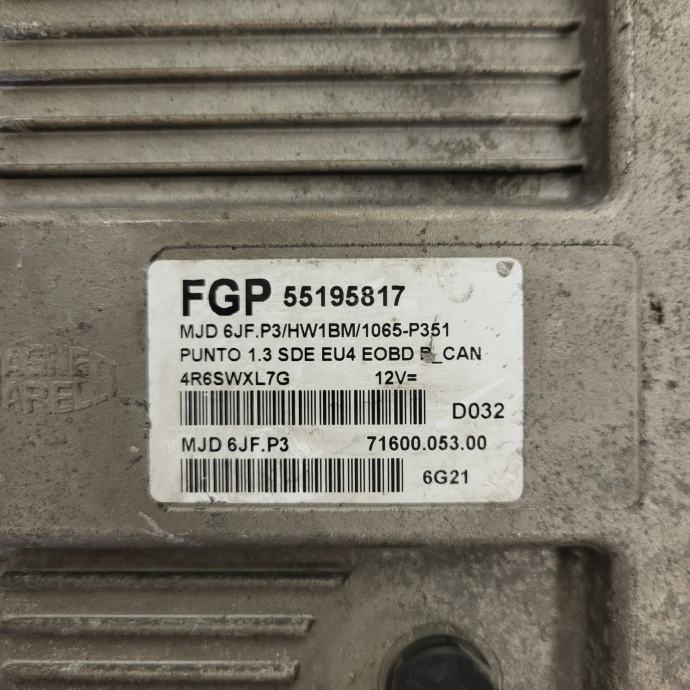 FGP 55195817
MJD 6JF.P3/HW1BM/1065-P351
PUNTO 1.3 SDE EU4 EOBD B_CAN
4R6SWXL7G 12V=
D032
MJD 6JF.P3 71600.053.00
6G21